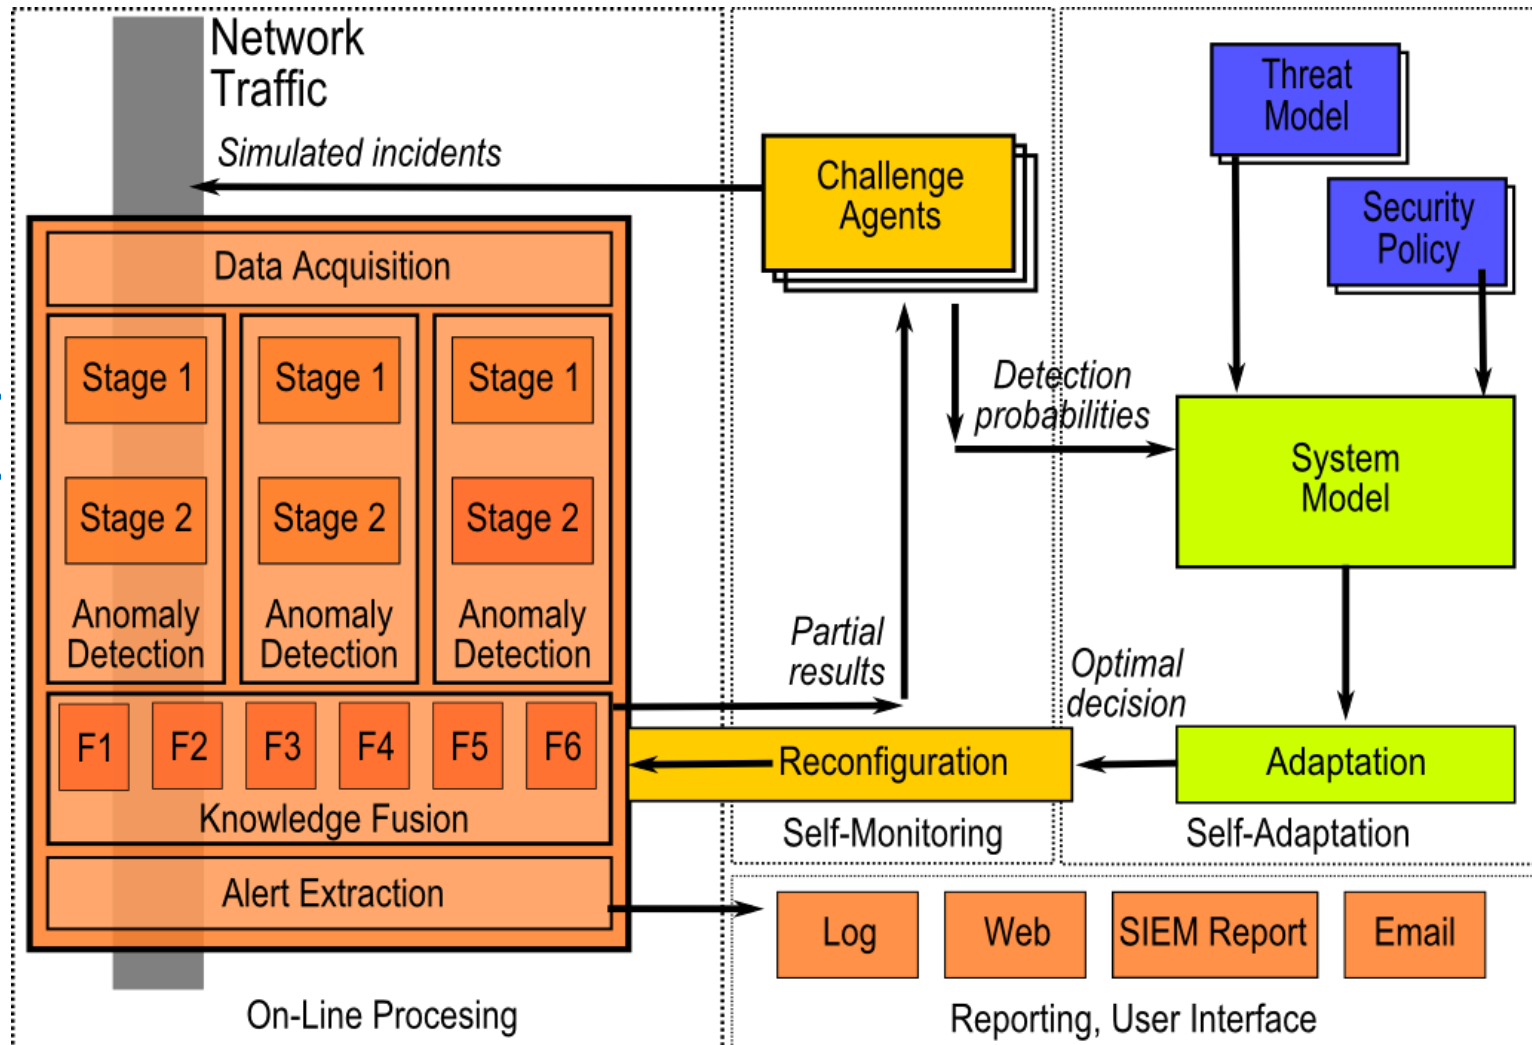 Network
Traffic
Simulated incidents
Data Acquisition
Stage 1
Stage 1
Stage 1
Stage 2
Stage 2
Stage 2
Anomaly
Detection
Anomaly
Detection
Anomaly
Detection
F1
F2
F3
F4
F5
F6
Knowledge Fusion
Alert Extraction
On-Line Procesing
Challenge
Agents
Detection
probabilities
Partial
results
Reconfiguration
Self-Monitoring
Threat
Model
Security
Policy
System
Model
Optimal
decision
Adaptation
Self-Adaptation
Log
Web
SIEM Report
Email
Reporting, User Interface